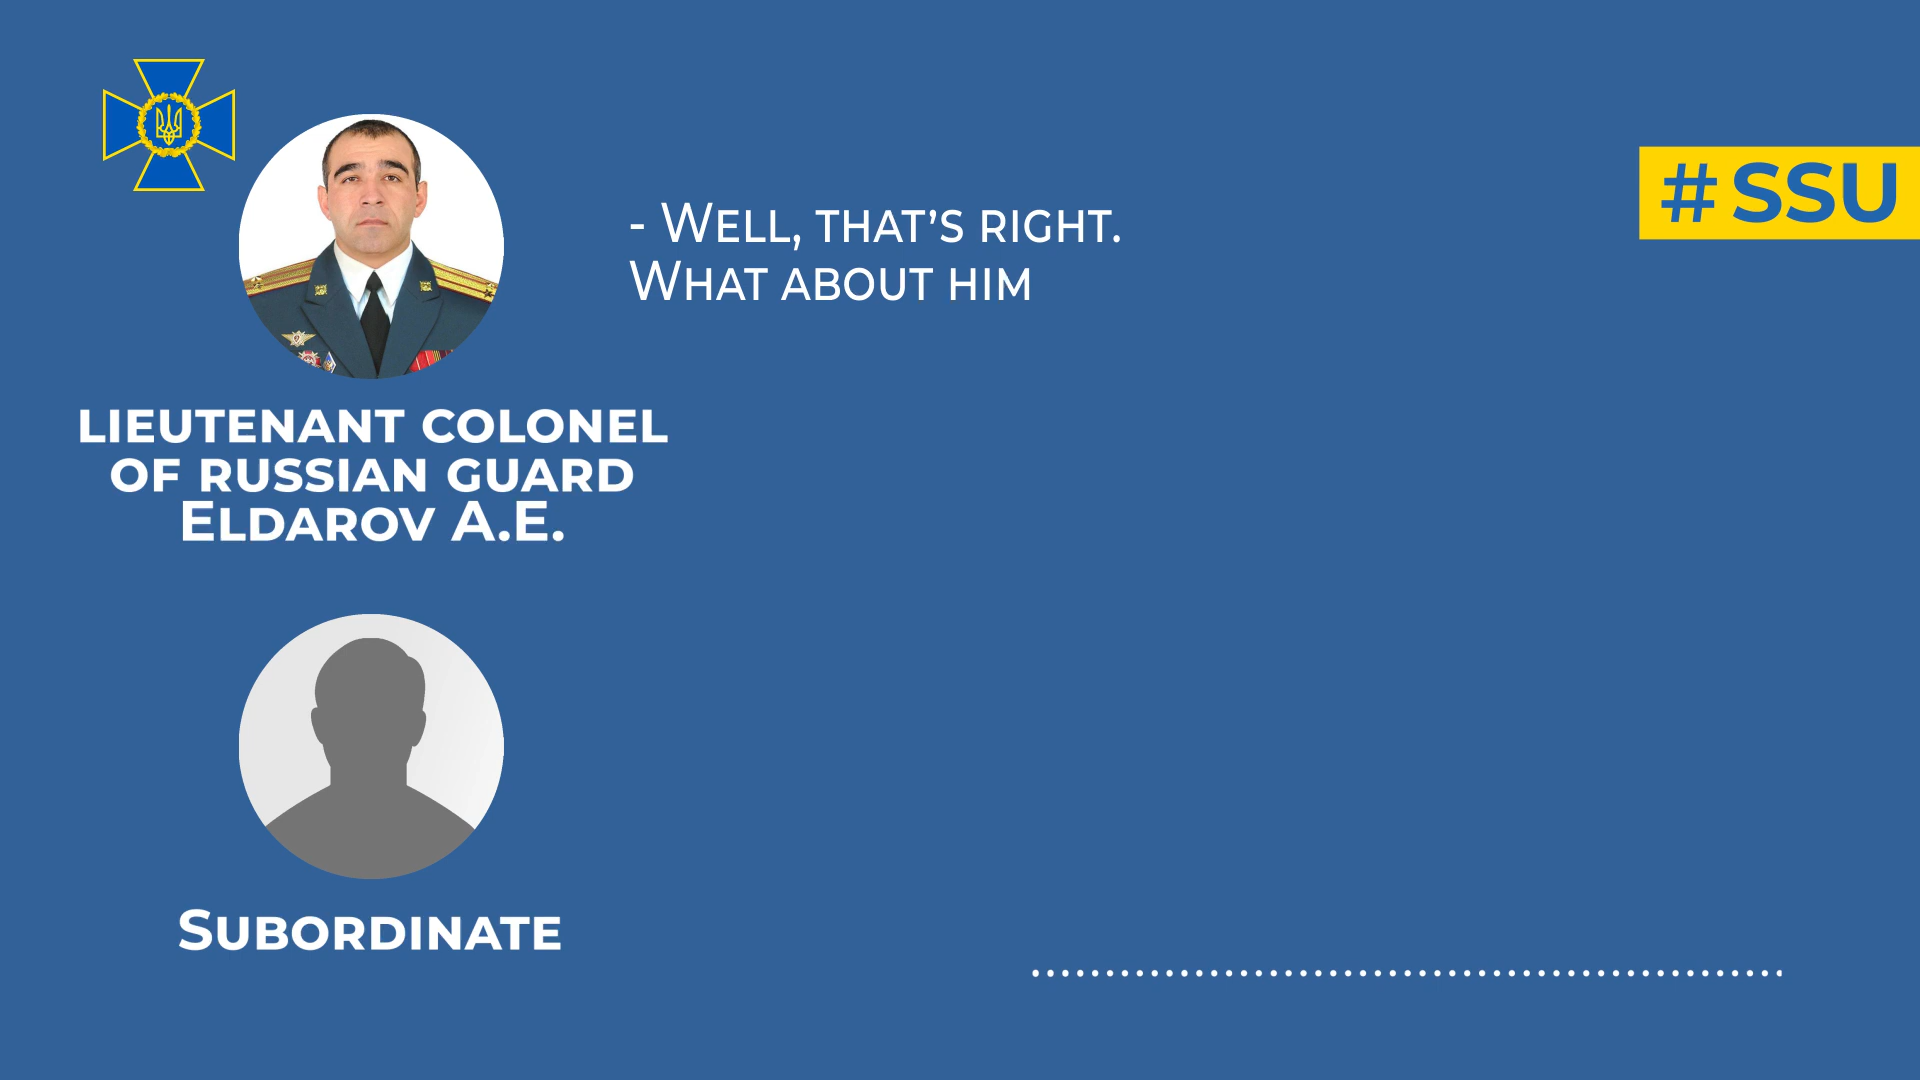 # SSU
- Well, that’s right.
What about him
Lieutenant Colonel
of Russian Guard
Eldarov A.E.
Subordinate